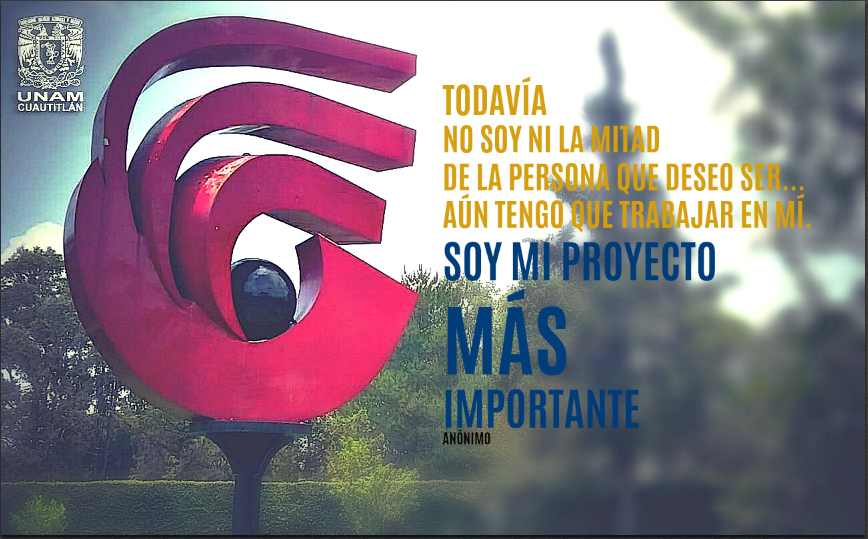 UNAM
CUAUTITLÁN
TODAVÍA
NO SOY NI LA MITAD
DE LA PERSONA QUE DESEO SER...
AÚN TENGO QUE TRABAJAR EN MÍ.
SOY MI PROYECTO
MÁS
IMPORTANTE
ANÓNIMO